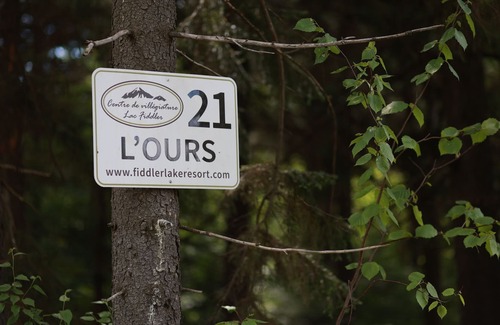 Centre de villégiature
Lac Fiddler
21
L'OURS
www.fiddlerlakeresort.com